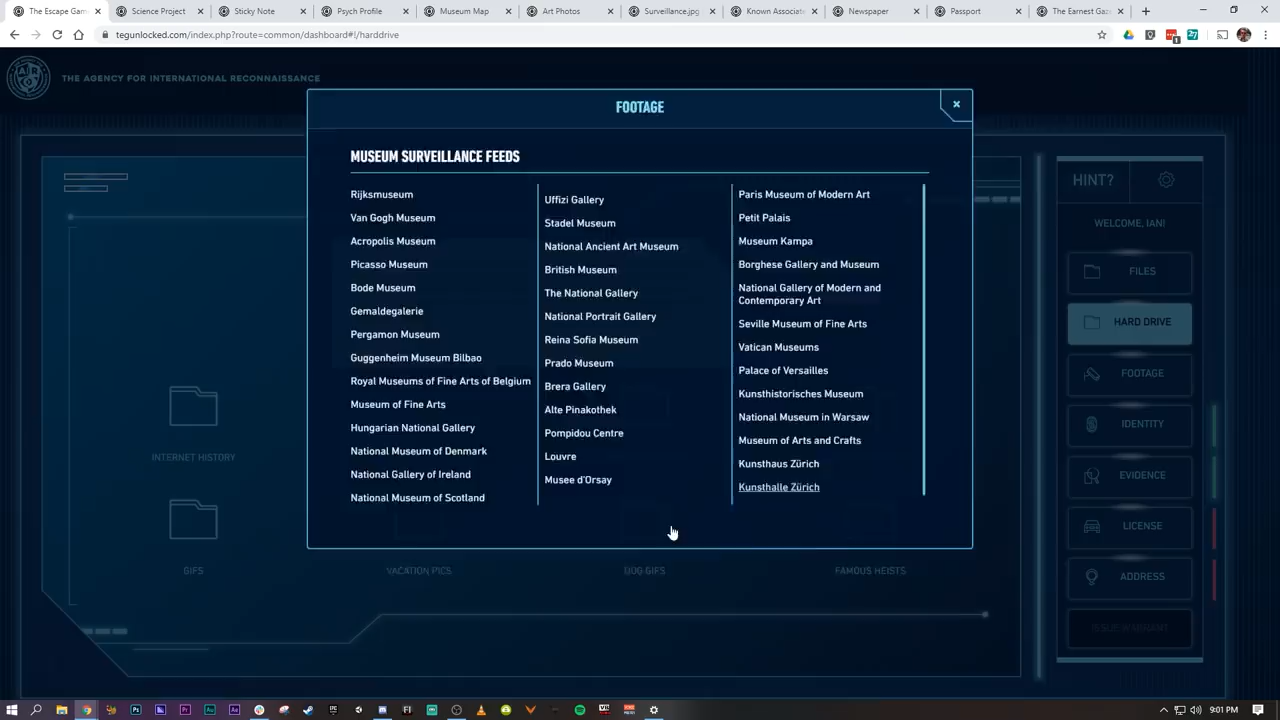 The Escape Gam
Science Project
Sticky Note
Psych Profile
Museum Map
Art Photos
Surveillance.jpg
Known Associate
Newspaper
Passport
The Earnest Gaz
tegunlocked.com/index.php?route=common/dashboard#!/harddrive
THE AGENCY FOR INTERNATIONAL RECONNAISSANCE
FOOTAGE
MUSEUM SURVEILLANCE FEEDS
Rijksmuseum
Van Gogh Museum
Acropolis Museum
Picasso Museum
Bode Museum
Gemaldegalerie
Pergamon Museum
Guggenheim Museum Bilbao
Royal Museums of Fine Arts of Belgium
Museum of Fine Arts
Hungarian National Gallery
National Museum of Denmark
National Gallery of Ireland
National Museum of Scotland
Uffizi Gallery
Stadel Museum
National Ancient Art Museum
British Museum
The National Gallery
National Portrait Gallery
Reina Sofia Museum
Prado Museum
Brera Gallery
Alte Pinakothek
Pompidou Centre
Louvre
Musee d'Orsay
Paris Museum of Modern Art
Petit Palais
Museum Kampa
Borghese Gallery and Museum
National Gallery of Modern and
Contemporary Art
Seville Museum of Fine Arts
Vatican Museums
Palace of Versailles
Kunsthistorisches Museum
National Museum in Warsaw
Museum of Arts and Crafts
Kunsthaus Zürich
Kunsthalle Zürich
INTERNET HISTORY
GIFS
VACATION PICS
DOG GIFS
FAMOUS HEISTS
HINT?
WELCOME, IAN!
FILES
HARD DRIVE
FOOTAGE
IDENTITY
EVIDENCE
LICENSE
ADDRESS
ISSUE WARRANT
9:01 PM